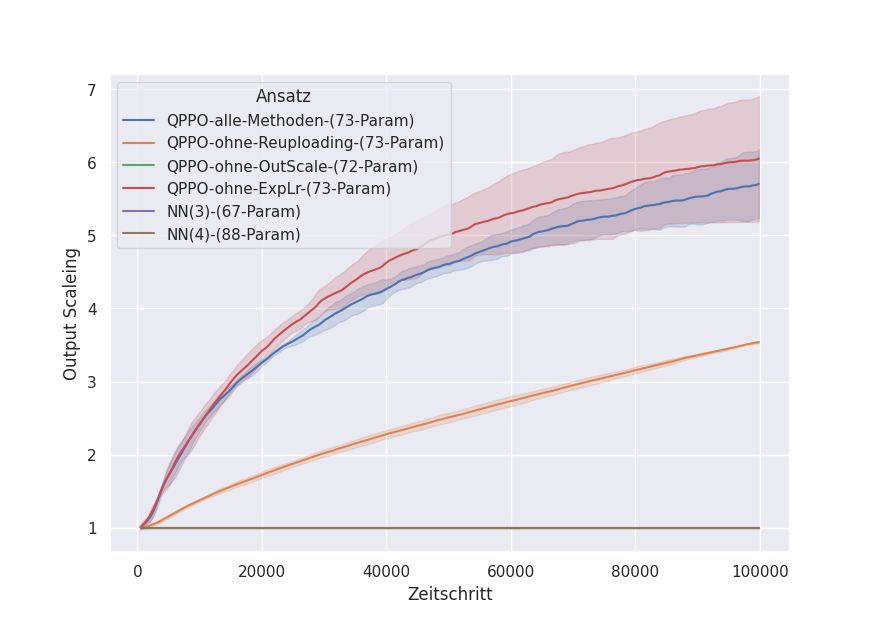 Ansatz
QPPO-alle-Methoden-(73-Param)
QPPO-ohne-Reuploading-(73-Param)
QPPO-ohne-OutScale-(72-Param)
QPPO-ohne-ExpLr-(73-Param)
NN(3)-(67-Param)
NN(4)-(88-Param)
7
6
5
4
3
2
1
Output Scaleing
0
20000
40000
60000
80000
100000
Zeitschritt